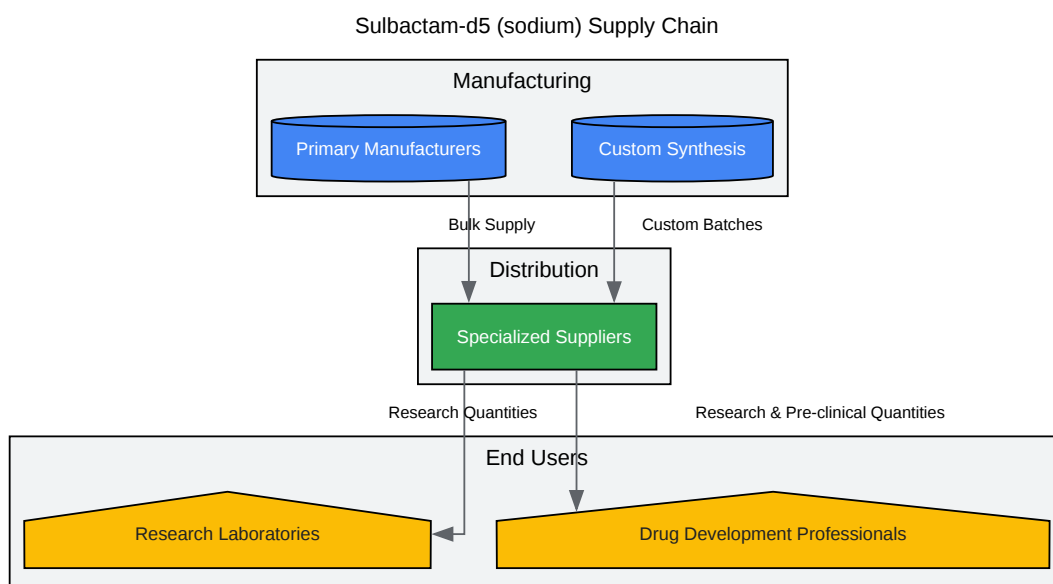 Sulbactam-d5 (sodium) Supply Chain
Manufacturing
Primary Manufacturers
Custom Synthesis
Bulk Supply
Custom Batches
Distribution
Specialized Suppliers
Research Quantities
Research & Pre-clinical Quantities
End Users
Research Laboratories
Drug Development Professionals